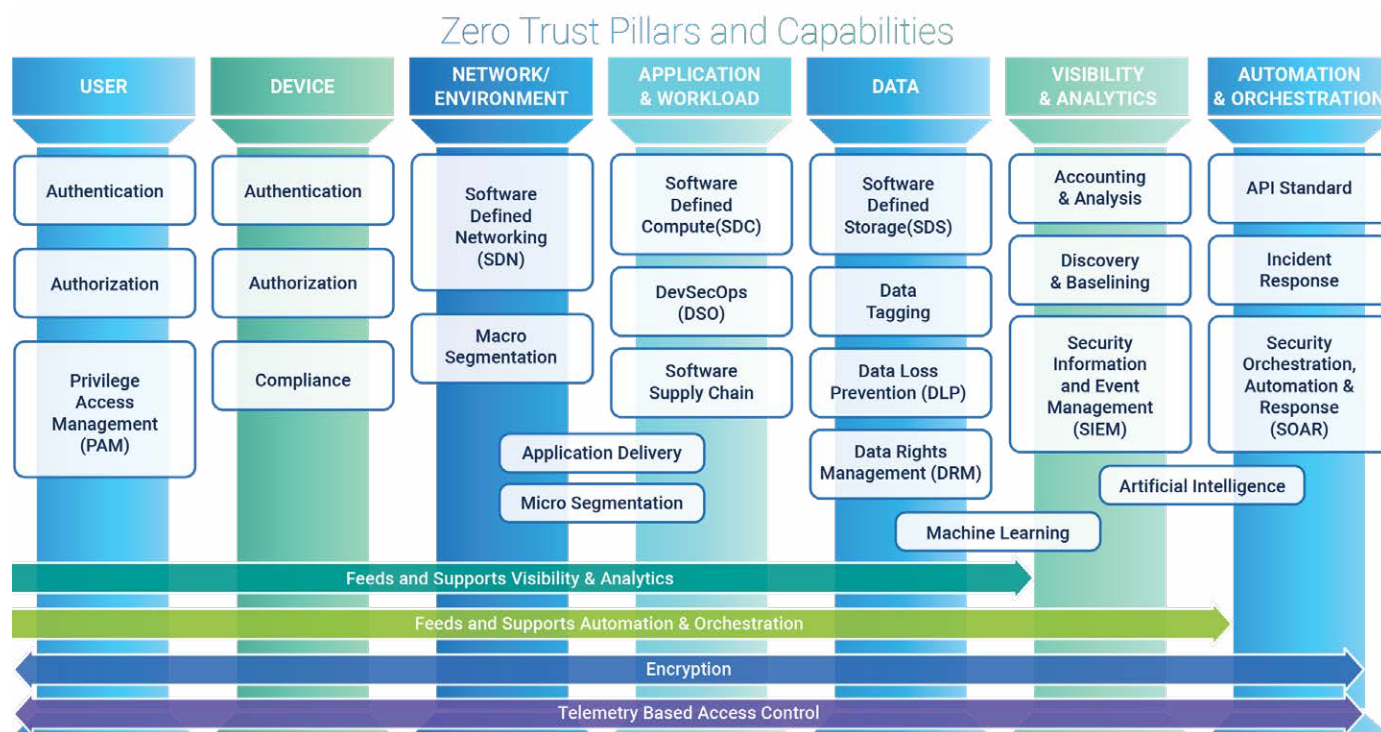 Zero Trust Pillars and Capabilities
USER
DEVICE
NETWORK/
ENVIRONMENT
APPLICATION
& WORKLOAD
DATA
VISIBILITY
& ANALYTICS
AUTOMATION
& ORCHESTRATION
Authentication
Authorization
Privilege
Access
Management
(PAM)
Authentication
Authorization
Compliance
Software
Defined
Networking
(SDN)
Macro
Segmentation
Software
Defined
Compute(SDC)
DevSecOps
(DSO)
Software
Supply Chain
Application Delivery
Micro Segmentation
Software
Defined
Storage(SDS)
Data
Tagging
Data Loss
Prevention (DLP)
Data Rights
Management (DRM)
Machine Learning
Accounting
& Analysis
Discovery
& Baselining
Security
Information
and Event
Management
(SIEM)
Artificial Intelligence
API Standard
Incident
Response
Security
Orchestration,
Automation &
Response
(SOAR)
Feeds and Supports Visibility & Analytics
Feeds and Supports Automation & Orchestration
Encryption
Telemetry Based Access Control